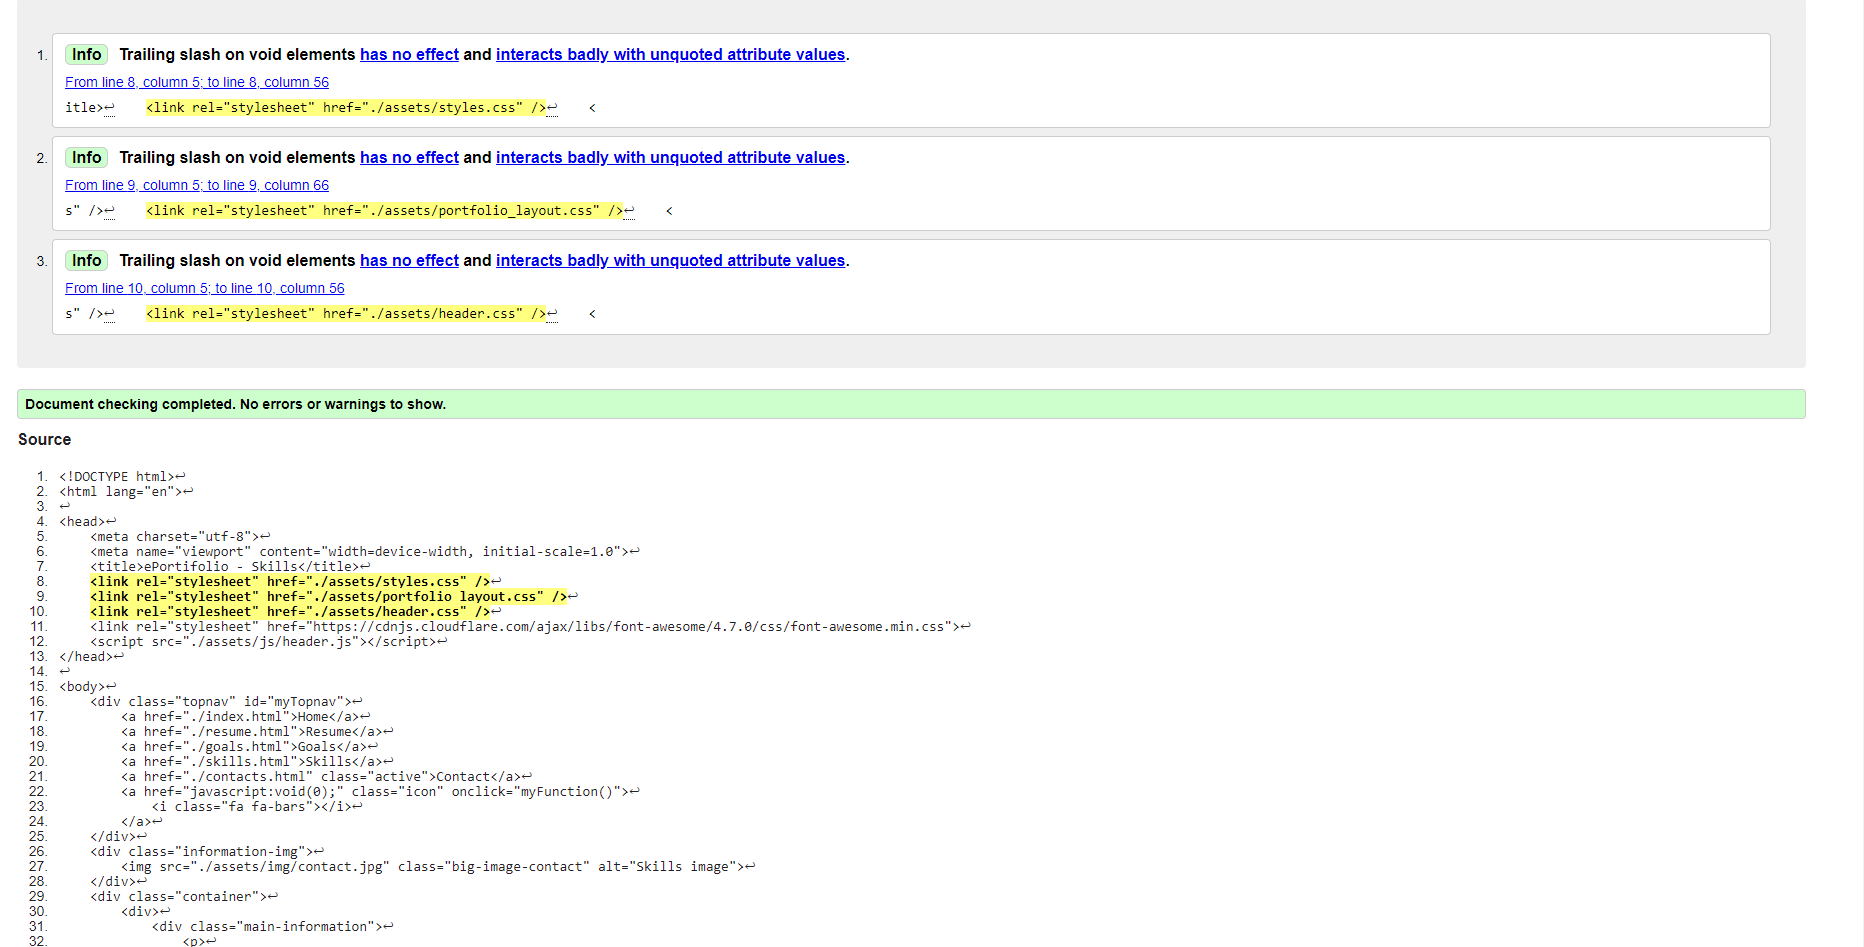 1. Info Trailing slash on void elements has no effect and interacts badly with unquoted attribute values.
From line 8, column 5; to line 8, column 56
itle>↩    <link rel="stylesheet" href="./assets/styles.css" />↩    <
2. Info Trailing slash on void elements has no effect and interacts badly with unquoted attribute values.
From line 9, column 5; to line 9, column 66
s" />↩    <link rel="stylesheet" href="./assets/portfolio_layout.css" />↩    <
3. Info Trailing slash on void elements has no effect and interacts badly with unquoted attribute values.
From line 10, column 5; to line 10, column 56
s" />↩    <link rel="stylesheet" href="./assets/header.css" />↩    <
Document checking completed. No errors or warnings to show.
Source
1. <!DOCTYPE html>↩
2. <html lang="en">↩
3. ↩
4. <head>↩
5.     <meta charset="utf-8">↩
6.     <meta name="viewport" content="width=device-width, initial-scale=1.0">↩
7.     <title>ePortifolio - Skills</title>↩
8.     <link rel="stylesheet" href="./assets/styles.css" />↩
9.     <link rel="stylesheet" href="./assets/portfolio layout.css" />↩
10.     <link rel="stylesheet" href="./assets/header.css" />↩
11.     <link rel="stylesheet" href="https://cdnjs.cloudflare.com/ajax/libs/font-awesome/4.7.0/css/font-awesome.min.css">↩
12.     <script src="./assets/js/header.js"></script>↩
13. </head>↩
14. ↩
15. <body>↩
16.     <div class="topnav" id="myTopnav">↩
17.         <a href="./index.html">Home</a>↩
18.         <a href="./resume.html">Resume</a>↩
19.         <a href="./goals.html">Goals</a>↩
20.         <a href="./skills.html">Skills</a>↩
21.         <a href="./contacts.html" class="active">Contact</a>↩
22.         <a href="javascript:void(0);" class="icon" onclick="myFunction()">↩
23.             <i class="fa fa-bars"></i>↩
24.         </a>↩
25.     </div>↩
26.     <div class="information-img">↩
27.         <img src="./assets/img/contact.jpg" class="big-image-contact" alt="Skills image">↩
28.     </div>↩
29.     <div class="container">↩
30.         <div>↩
31.             <div class="main-information">↩
32.                 <p>↩